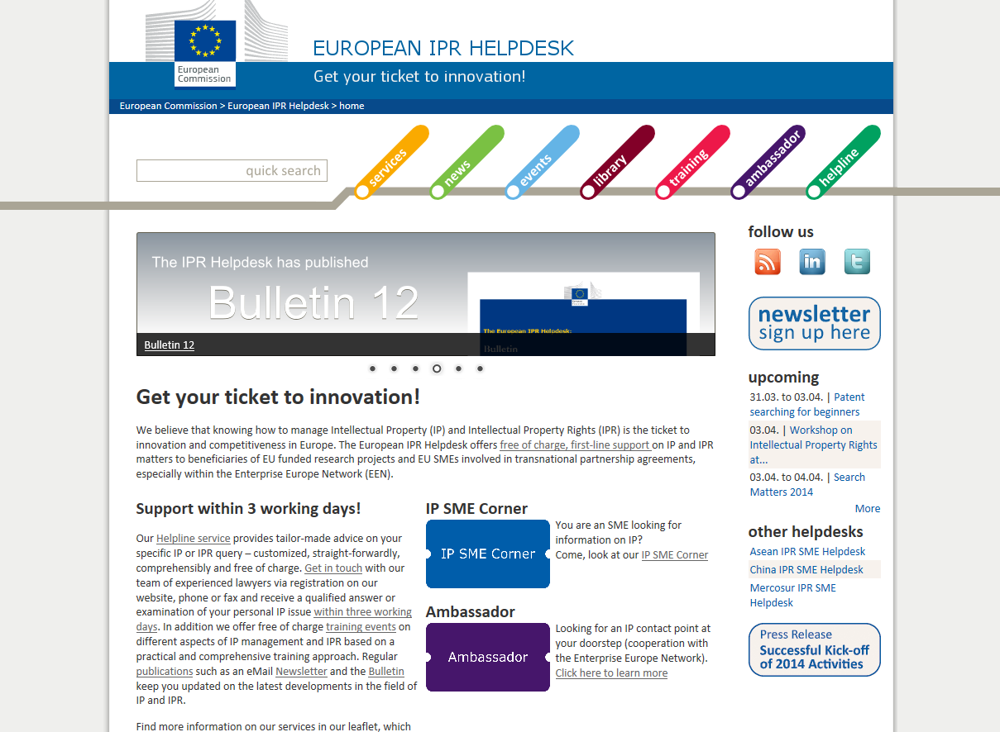 European
Commission
EUROPEAN IPR HELPDESK
Get your ticket to innovation!
European Commission > European IPR Helpdesk > home
quick search
services
news
events
library
training
ambassador
helpline
The IPR Helpdesk has published
Bulletin 12
The European IPR Helpdesk:
Bulletin
Bulletin 12
Get your ticket to innovation!
We believe that knowing how to manage Intellectual Property (IP) and Intellectual Property Rights (IPR) is the ticket to
innovation and competitiveness in Europe. The European IPR Helpdesk offers free of charge, first-line support on IP and IPR
matters to beneficiaries of EU funded research projects and EU SMEs involved in transnational partnership agreements,
especially within the Enterprise Europe Network (EEN).
Support within 3 working days!
Our Helpline service provides tailor-made advice on your
specific IP or IPR query – customized, straight-forwardly,
comprehensibly and free of charge. Get in touch with our
team of experienced lawyers via registration on our
website, phone or fax and receive a qualified answer or
examination of your personal IP issue within three working
days. In addition we offer free of charge training events on
different aspects of IP management and IPR based on a
practical and comprehensive training approach. Regular
publications such as an eMail Newsletter and the Bulletin
keep you updated on the latest developments in the field of
IP and IPR.
Find more information on our services in our leaflet, which
IP SME Corner
IP SME Corner
You are an SME looking for
information on IP?
Come, look at our IP SME Corner
Ambassador
Ambassador
Looking for an IP contact point at
your doorstep (cooperation with
the Enterprise Europe Network).
Click here to learn more
follow us
in
t
newsletter
sign up here
upcoming
31.03. to 03.04. | Patent
searching for beginners
03.04. | Workshop on
Intellectual Property Rights
at...
03.04. to 04.04. | Search
Matters 2014
More
other helpdesks
Asean IPR SME Helpdesk
China IPR SME Helpdesk
Mercosur IPR SME
Helpdesk
Press Release
Successful Kick-off
of 2014 Activities